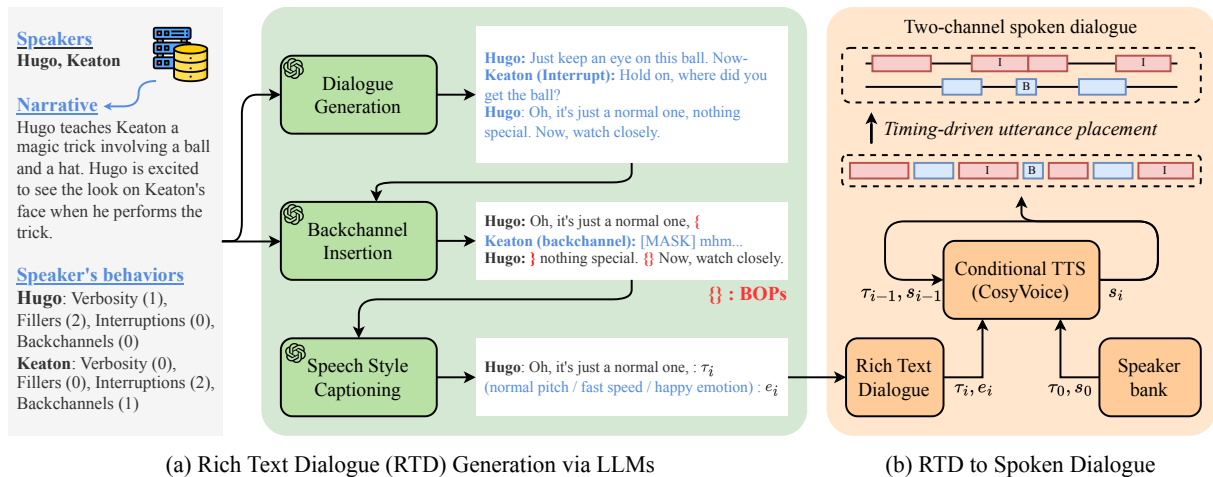 Speakers
Hugo, Keaton
Narrative
Hugo teaches Keaton a
magic trick involving a ball
and a hat. Hugo is excited
to see the look on Keaton's
face when he performs the
trick.
Speaker's behaviors
Hugo: Verbosity (1),
Fillers (2), Interruptions (0),
Backchannels (0)
Keaton: Verbosity (0),
Fillers (0), Interruptions (2),
Backchannels (1)
Dialogue
Generation
Hugo: Just keep an eye on this ball. Now-
Keaton (Interrupt): Hold on, where did you
get the ball?
Hugo: Oh, it's just a normal one, nothing
special. Now, watch closely.
Backchannel
Insertion
Hugo: Oh, it's just a normal one, {
Keaton (backchannel): [MASK] mhm...
Hugo: } nothing special. {} Now, watch closely.
{} : BOPs
Speech Style
Captioning
Hugo: Oh, it's just a normal one, : τi
(normal pitch / fast speed / happy emotion) : ei
(a) Rich Text Dialogue (RTD) Generation via LLMs
Two-channel spoken dialogue
I I
B
Timing-driven utterance placement
I B I
Conditional TTS
(CosyVoice)
τi−1, si−1
si
Rich Text
Dialogue
τi, ei
τ0, s0
Speaker
bank
(b) RTD to Spoken Dialogue